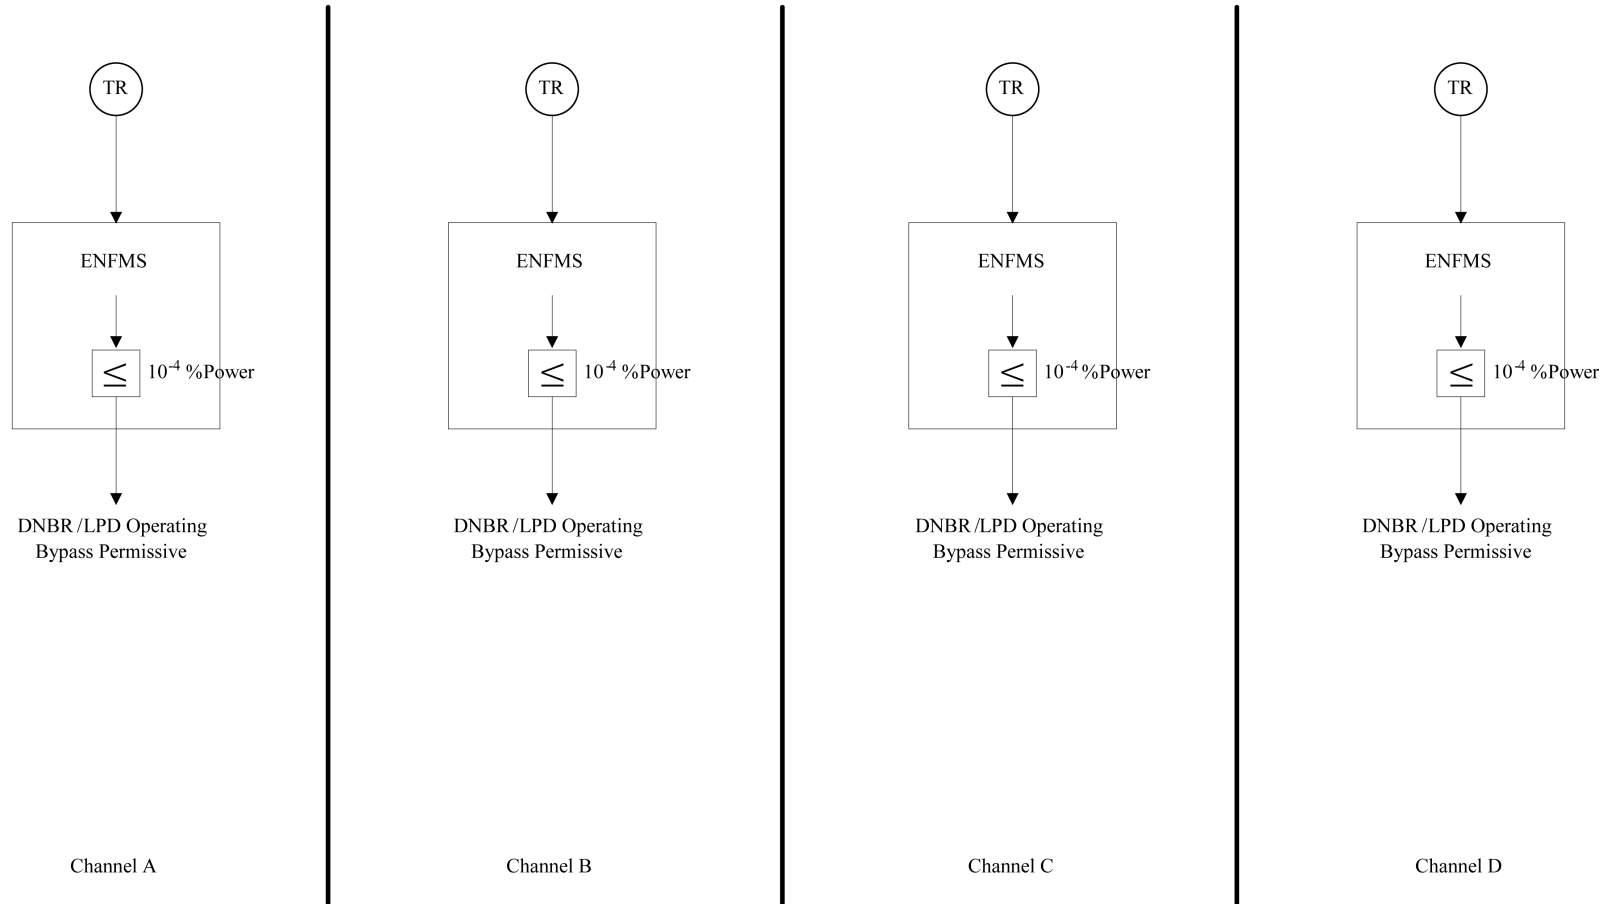 TR
ENFMS
≤ 10⁻⁴ %Power
DNBR /LPD Operating
Bypass Permissive
Channel A
TR
ENFMS
≤ 10⁻⁴ %Power
DNBR /LPD Operating
Bypass Permissive
Channel B
TR
ENFMS
≤ 10⁻⁴ %Power
DNBR /LPD Operating
Bypass Permissive
Channel C
TR
ENFMS
≤ 10⁻⁴ %Power
DNBR /LPD Operating
Bypass Permissive
Channel D